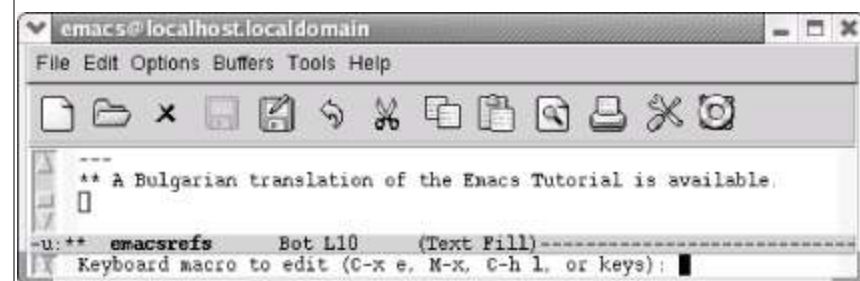 emacs@localhost.localdomain
File Edit Options Buffers Tools Help
---
** A Bulgarian translation of the Emacs Tutorial is available.
-u:** emacsrefs Bot L10 (Text Fill)----------------------------
Keyboard macro to edit (C-x e, M-x, C-h l, or keys):